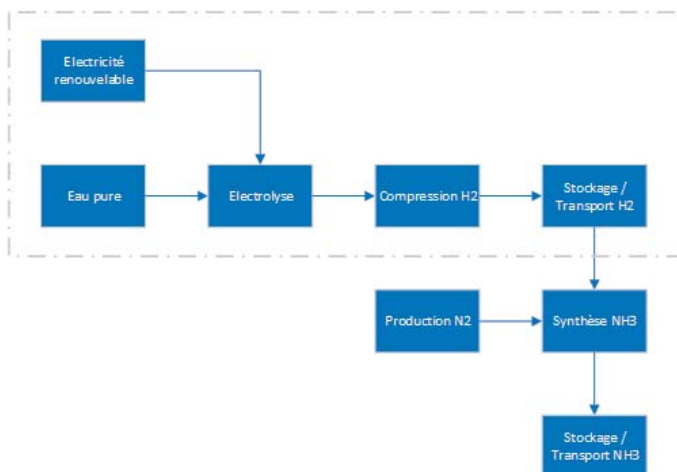 Electricité
renouvelable
Eau pure
Electrolyse
Compression H2
Stockage /
Transport H2
Production N2
Synthèse NH3
Stockage /
Transport NH3